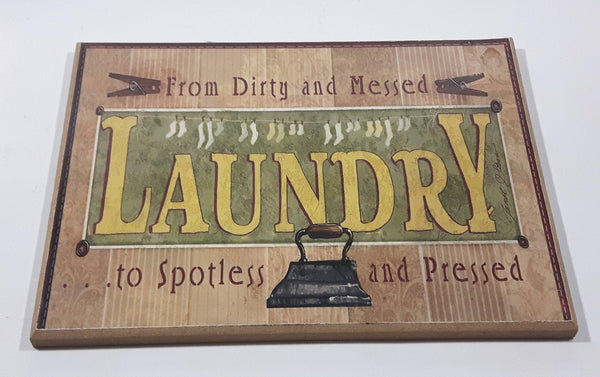 From Dirty and Messed
LAUNDRY
. . . .to Spotless and Pressed